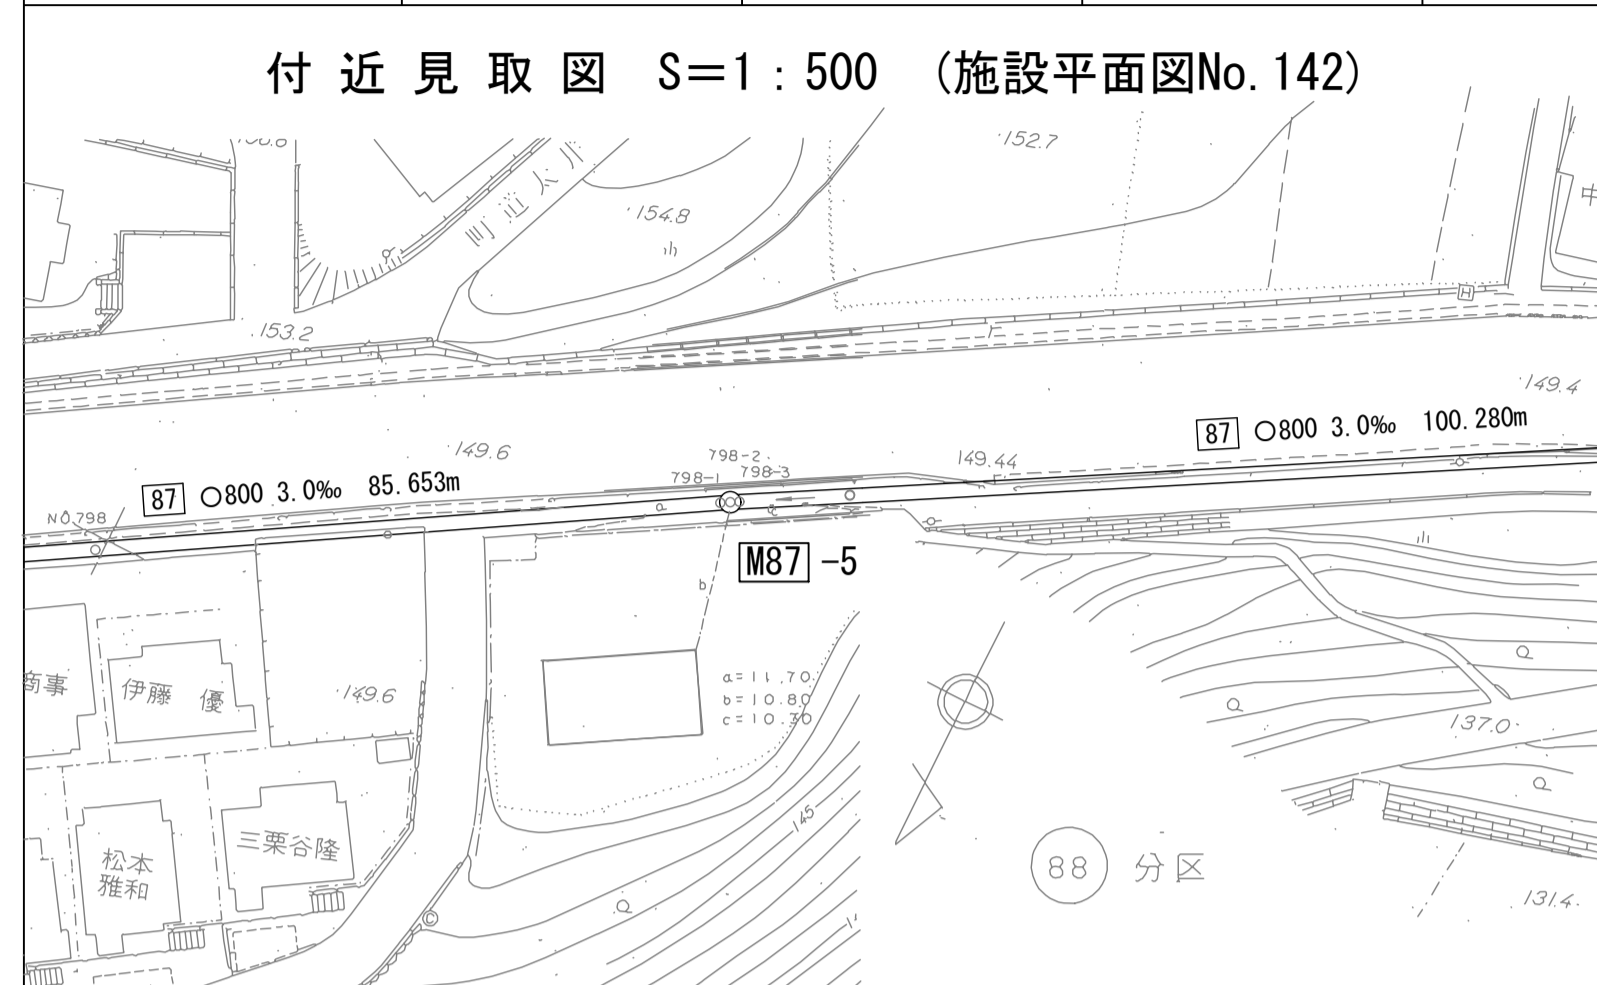 付近見取図 S=1:500 (施設平面図No.142)
152.7
町道太川
154.8
中
153.2
149.4
87 ○800 3.0‰ 100.280m
149.6
798-2
149.44
798-1 798-3
87 ○800 3.0‰ 85.653m
NO.798
a
c
M87 -5
b
商事
伊藤 優
149.6
a=11.70
b=10.80
c=10.30
137.0
145
三栗谷隆
松本
雅和
88 分区
131.4